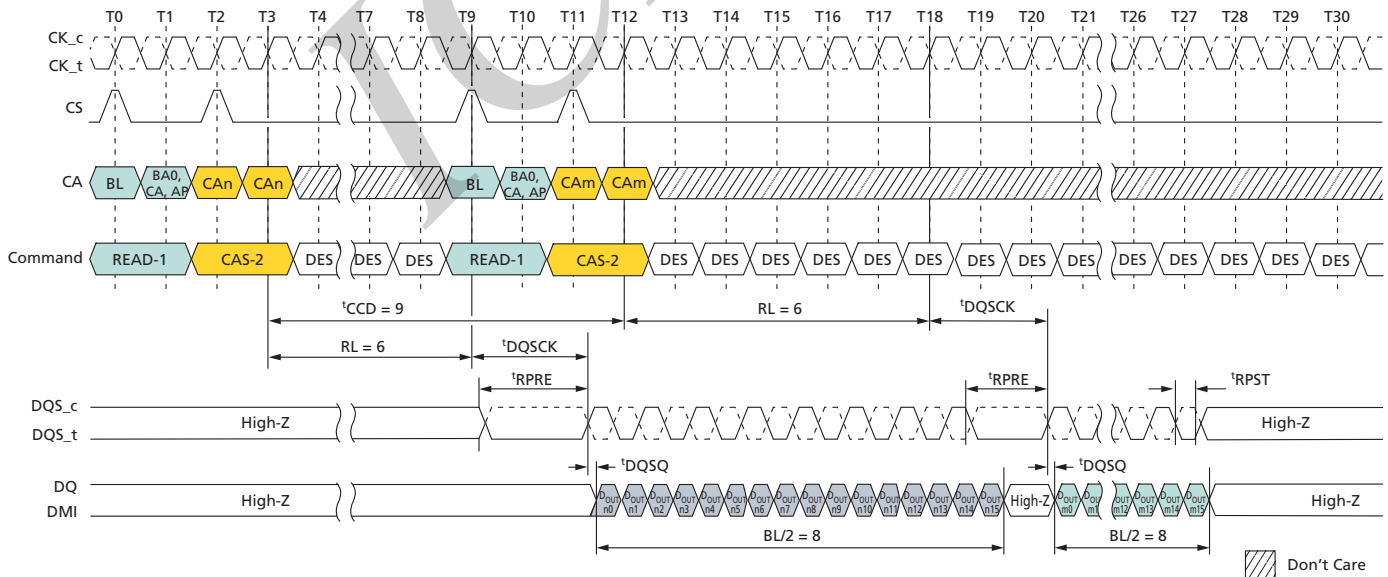 T0 T1 T2 T3 T4 T7 T8 T9 T10 T11 T12 T13 T14 T15 T16 T17 T18 T19 T20 T21 T26 T27 T28 T29 T30
CK_c
CK_t
CS
CA BL BA0, CA, AP CAn CAn BL BA0, CA, AP CAm CAm
Command READ-1 CAS-2 DES DES DES READ-1 CAS-2 DES DES DES DES DES DES DES DES DES DES DES DES DES DES
tCCD = 9 RL = 6 tDQSCK
RL = 6 tDQSCK
tRPRE tRPRE tRPST
DQS_c
DQS_t High-Z High-Z
tDQSQ tDQSQ
DQ
DMI High-Z DOUT n0 DOUT n1 DOUT n2 DOUT n3 DOUT n4 DOUT n5 DOUT n6 DOUT n7 DOUT n8 DOUT n9 DOUT n10 DOUT n11 DOUT n12 DOUT n13 DOUT n14 DOUT n15 High-Z DOUT m0 DOUT m1 DOUT m12 DOUT m13 DOUT m14 DOUT m15 High-Z
BL/2 = 8 BL/2 = 8
Don't Care